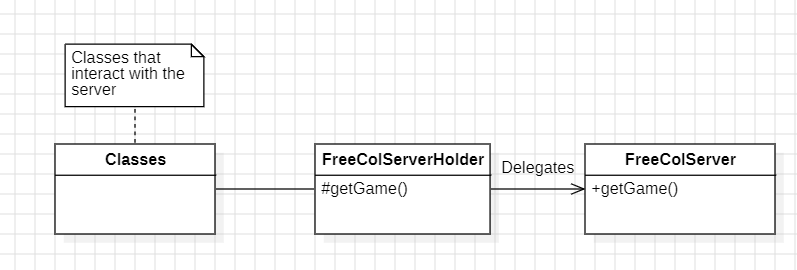 Classes that
interact with the
server
Classes
FreeColServerHolder
#getGame()
Delegates
FreeColServer
+getGame()